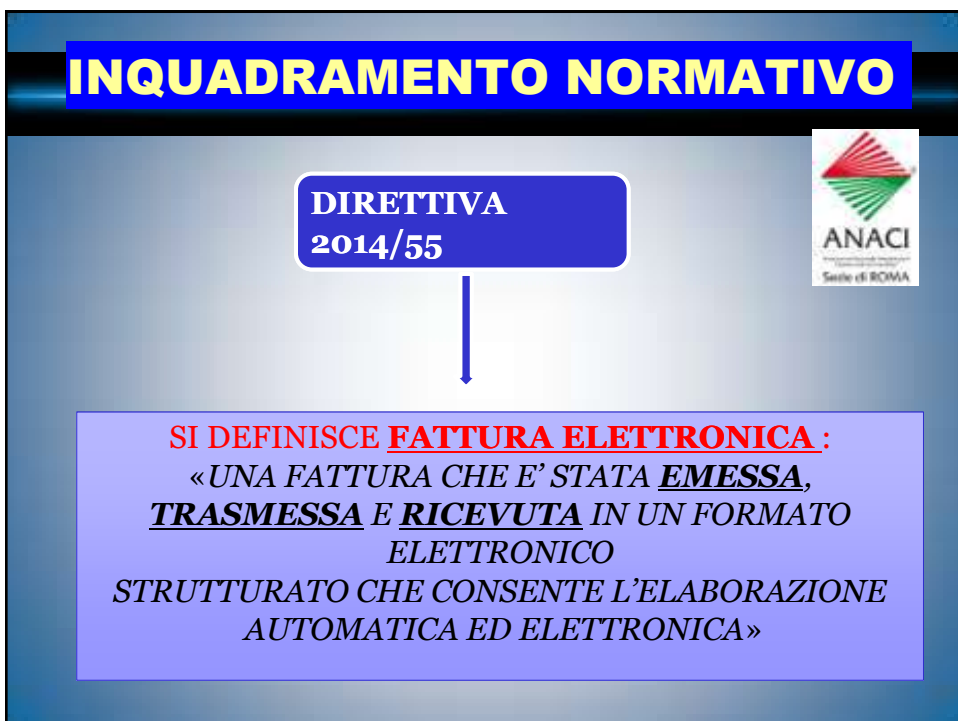 INQUADRAMENTO NORMATIVO
DIRETTIVA
2014/55
ANACI
Sede di ROMA
SI DEFINISCE FATTURA ELETTRONICA :
«UNA FATTURA CHE E’ STATA EMESSA,
TRASMESSA E RICEVUTA IN UN FORMATO
ELETTRONICO
STRUTTURATO CHE CONSENTE L’ELABORAZIONE
AUTOMATICA ED ELETTRONICA»